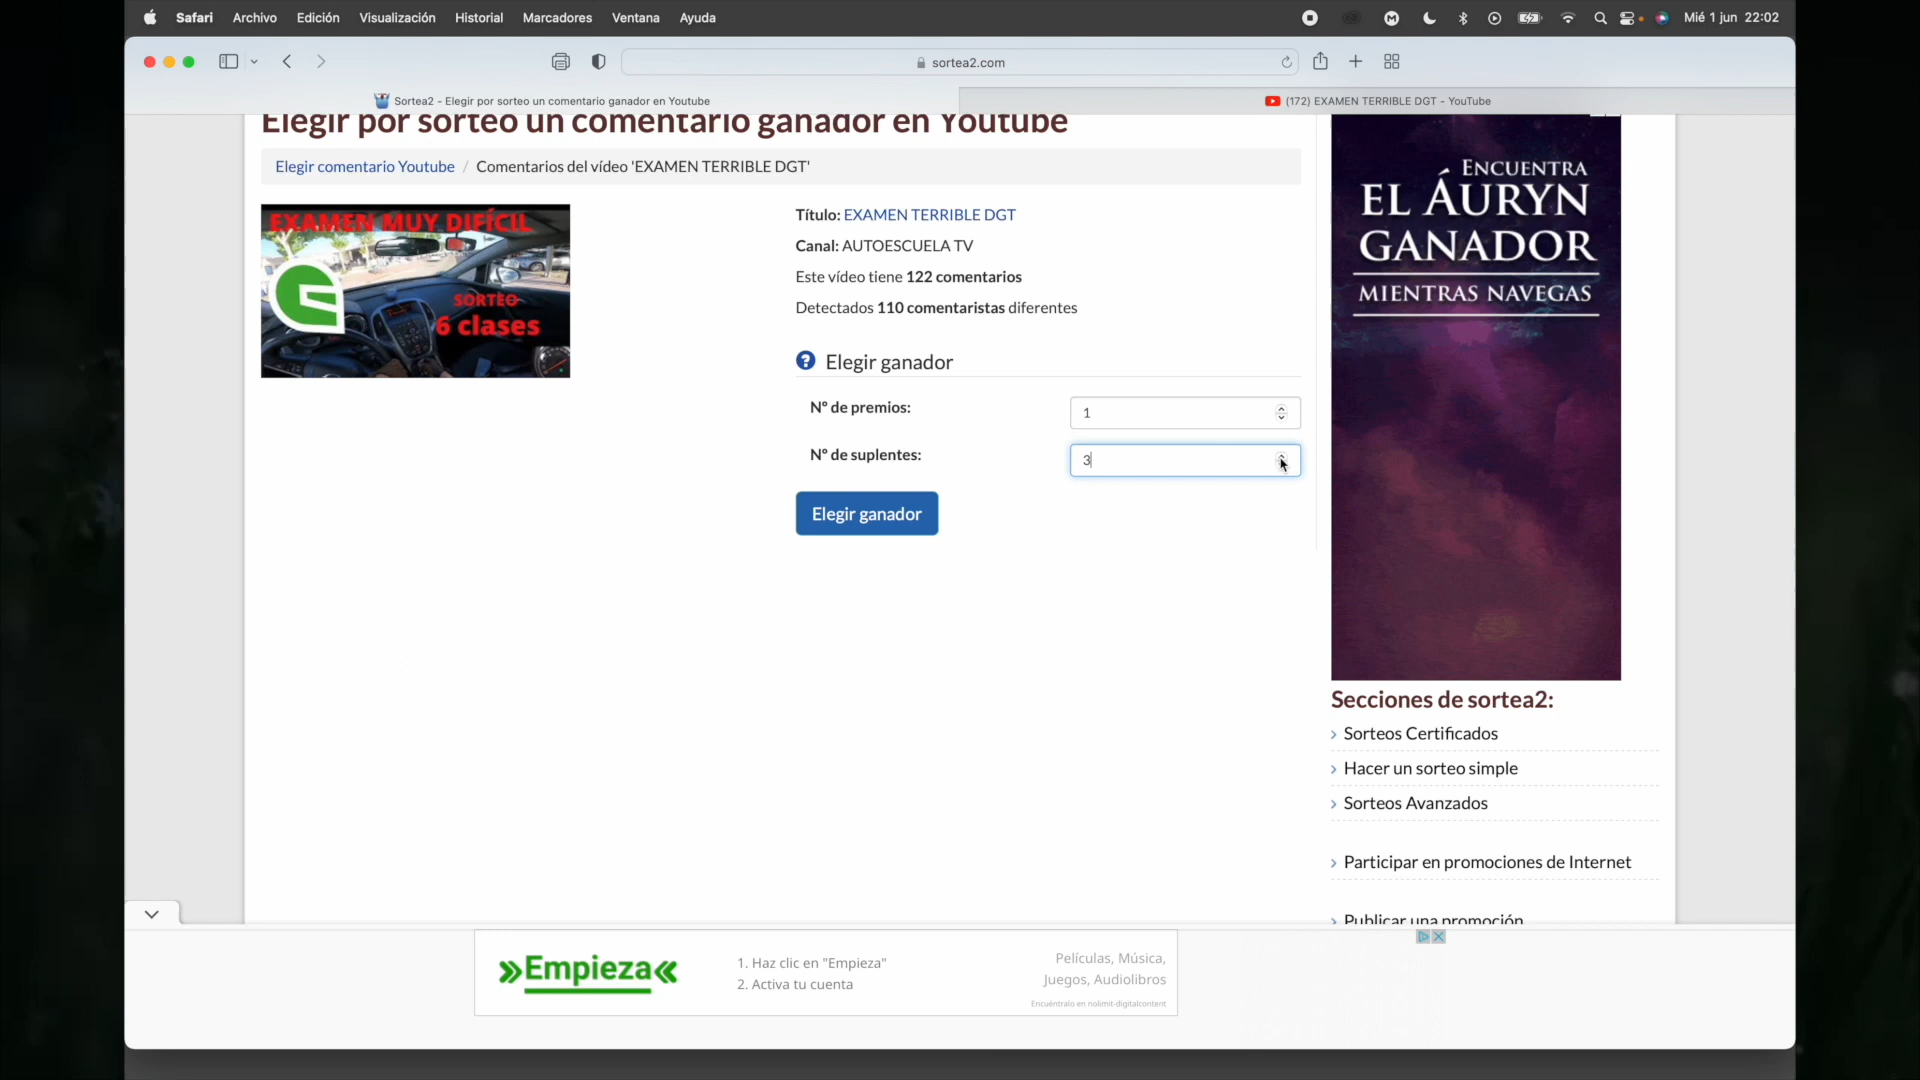 Safari Archivo Edición Visualización Historial Marcadores Ventana Ayuda
Mié 1 jun 22:02
sortea2.com
Sortea2 - Elegir por sorteo un comentario ganador en Youtube
(172) EXAMEN TERRIBLE DGT - YouTube
Elegir por sorteo un comentario ganador en Youtube
Elegir comentario Youtube / Comentarios del vídeo 'EXAMEN TERRIBLE DGT'
EXAMEN MUY DIFÍCIL
SORTEO
6 clases
Título: EXAMEN TERRIBLE DGT
Canal: AUTOESCUELA TV
Este vídeo tiene 122 comentarios
Detectados 110 comentaristas diferentes
? Elegir ganador
Nº de premios:
1
Nº de suplentes:
3
Elegir ganador
ENCUENTRA
EL ÁURYN
GANADOR
MIENTRAS NAVEGAS
Secciones de sortea2:
Sorteos Certificados
Hacer un sorteo simple
Sorteos Avanzados
Participar en promociones de Internet
Publicar una promoción
»Empieza«
1. Haz clic en "Empieza"
2. Activa tu cuenta
Películas, Música,
Juegos, Audiolibros
Encuéntralo en nolimit-digitalcontent